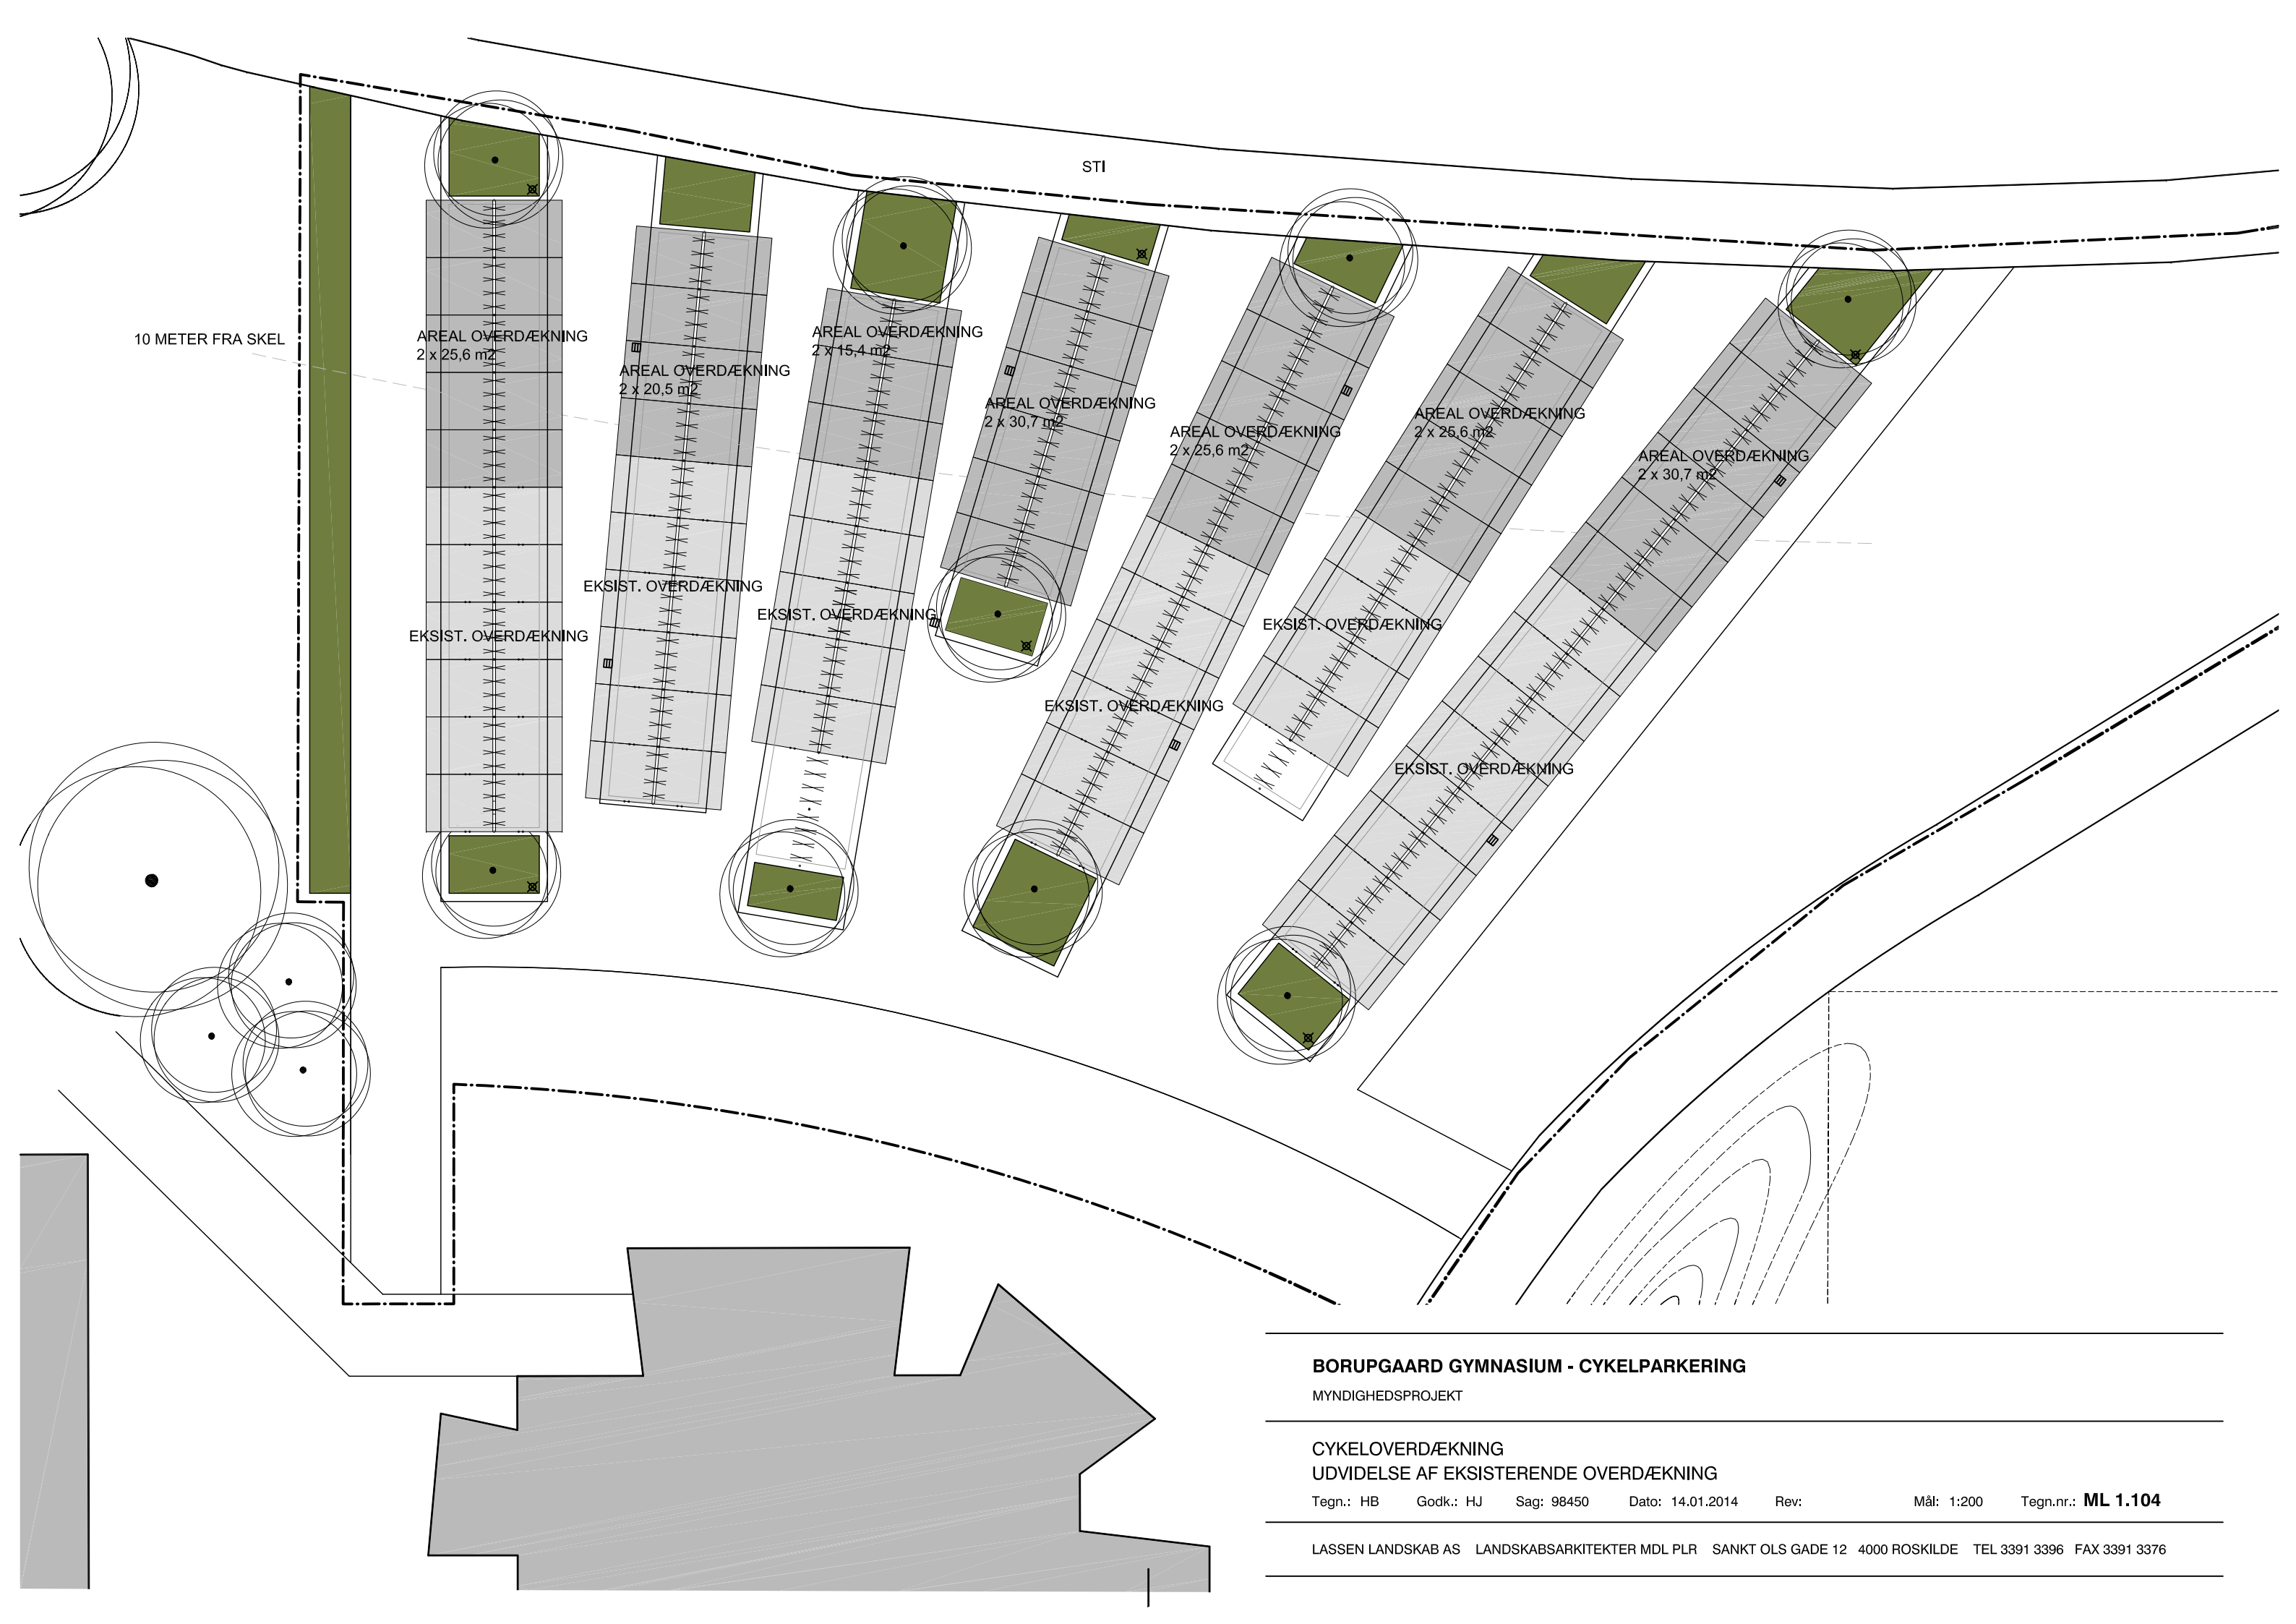 STI
10 METER FRA SKEL
AREAL OVERDÆKNING
2 x 25,6 m2
AREAL OVERDÆKNING
2 x 20,5 m2
AREAL OVERDÆKNING
2 x 15,4 m2
AREAL OVERDÆKNING
2 x 30,7 m2
AREAL OVERDÆKNING
2 x 25,6 m2
AREAL OVERDÆKNING
2 x 25,6 m2
AREAL OVERDÆKNING
2 x 30,7 m2
EKSIST. OVERDÆKNING
EKSIST. OVERDÆKNING
EKSIST. OVERDÆKNING
EKSIST. OVERDÆKNING
EKSIST. OVERDÆKNING
EKSIST. OVERDÆKNING
BORUPGAARD GYMNASIUM - CYKELPARKERING
MYNDIGHEDSPROJEKT
CYKELOVERDÆKNING
UDVIDELSE AF EKSISTERENDE OVERDÆKNING
Tegn.: HB Godk.: HJ Sag: 98450 Dato: 14.01.2014 Rev: Mål: 1:200 Tegn.nr.: ML 1.104
LASSEN LANDSKAB AS LANDSKABSARKITEKTER MDL PLR SANKT OLS GADE 12 4000 ROSKILDE TEL 3391 3396 FAX 3391 3376